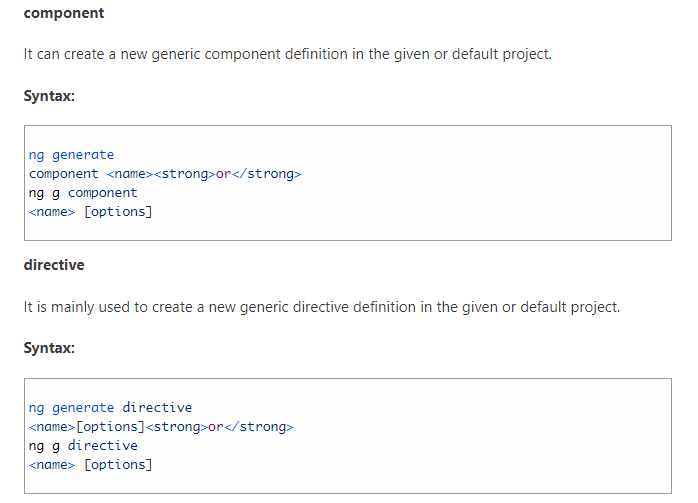 component
It can create a new generic component definition in the given or default project.
Syntax:
ng generate
component <name><strong>or</strong>
ng g component
<name> [options]
directive
It is mainly used to create a new generic directive definition in the given or default project.
Syntax:
ng generate directive
<name>[options]<strong>or</strong>
ng g directive
<name> [options]